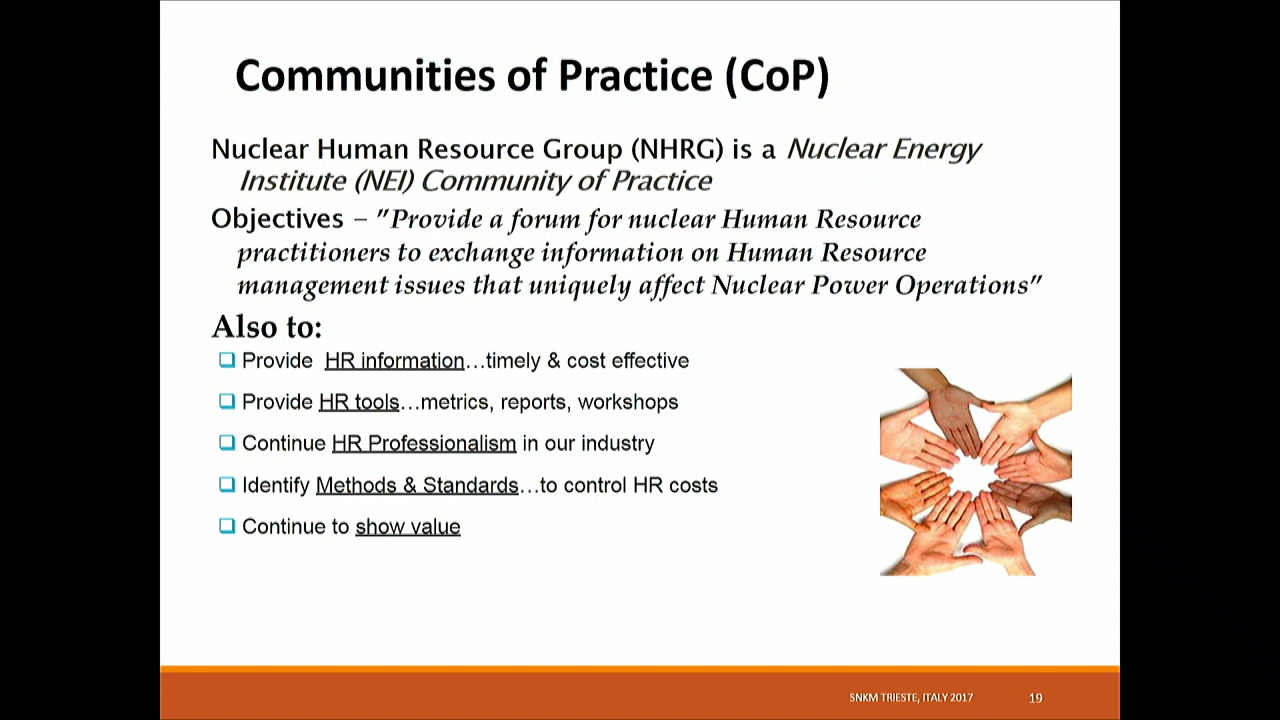 Communities of Practice (CoP)
Nuclear Human Resource Group (NHRG) is a Nuclear Energy
Institute (NEI) Community of Practice
Objectives – ”Provide a forum for nuclear Human Resource
practitioners to exchange information on Human Resource
management issues that uniquely affect Nuclear Power Operations”
Also to:
❑ Provide HR information…timely & cost effective
❑ Provide HR tools…metrics, reports, workshops
❑ Continue HR Professionalism in our industry
❑ Identify Methods & Standards…to control HR costs
❑ Continue to show value
SNKM TRIESTE, ITALY 2017 19